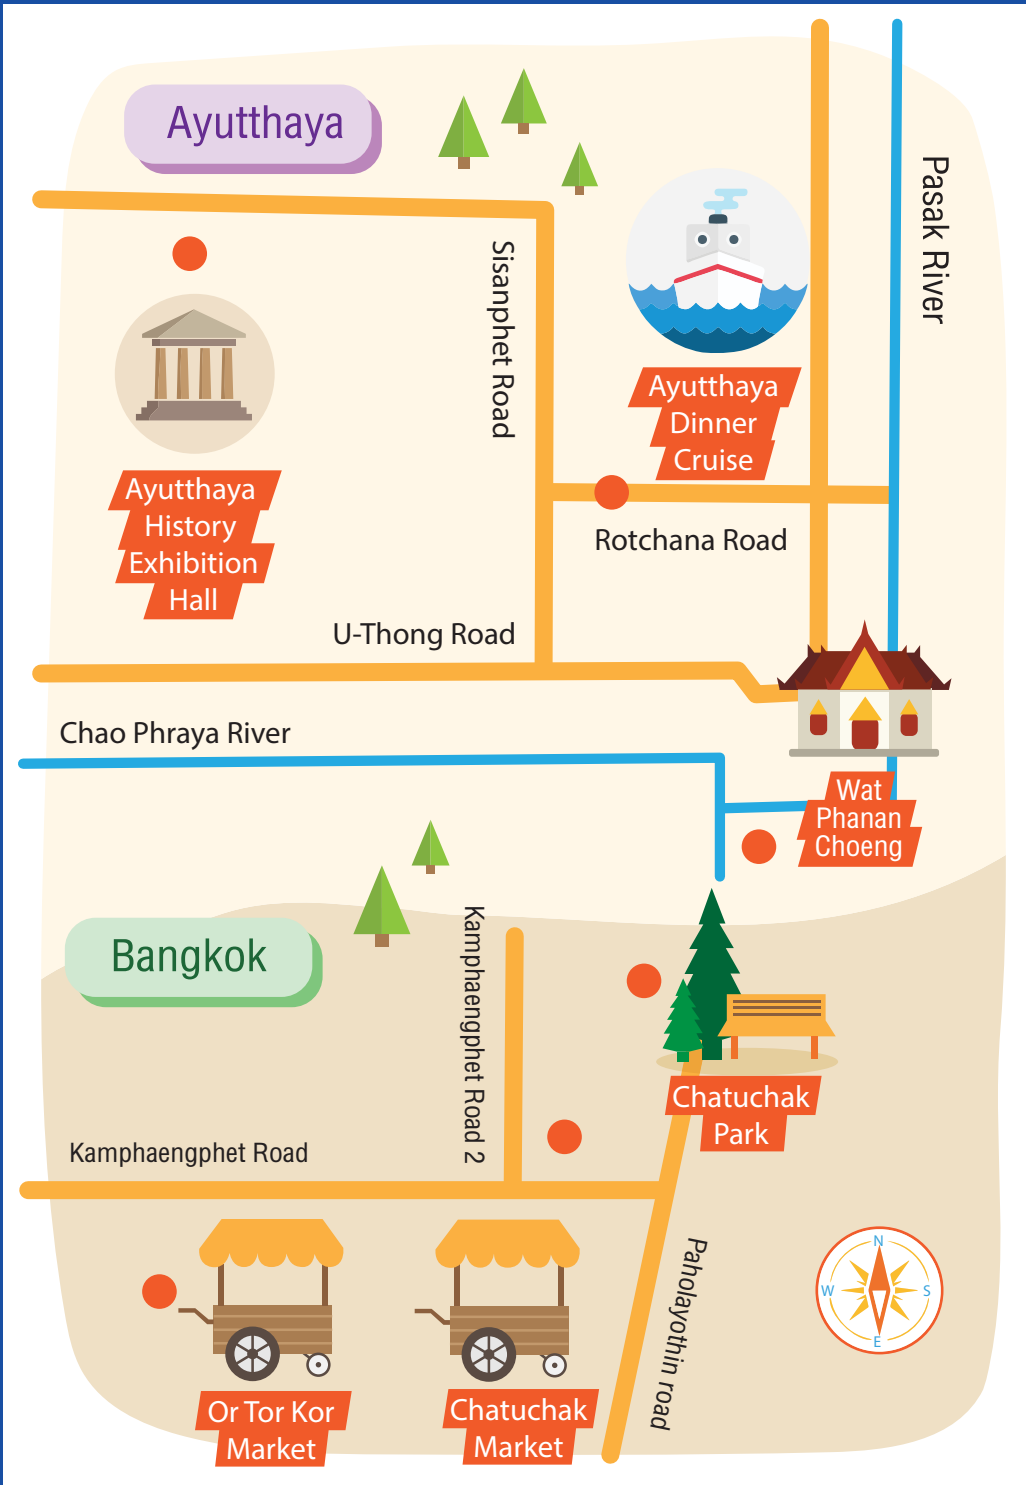 Ayutthaya
Pasak River
Sisanphet Road
Ayutthaya
Dinner
Cruise
Ayutthaya
History
Exhibition
Hall
Rotchana Road
U-Thong Road
Chao Phraya River
Wat
Phanan
Choeng
Bangkok
Kamphaengphet Road 2
Chatuchak
Park
Kamphaengphet Road
Paholayothin road
N
W
S
E
Or Tor Kor
Market
Chatuchak
Market